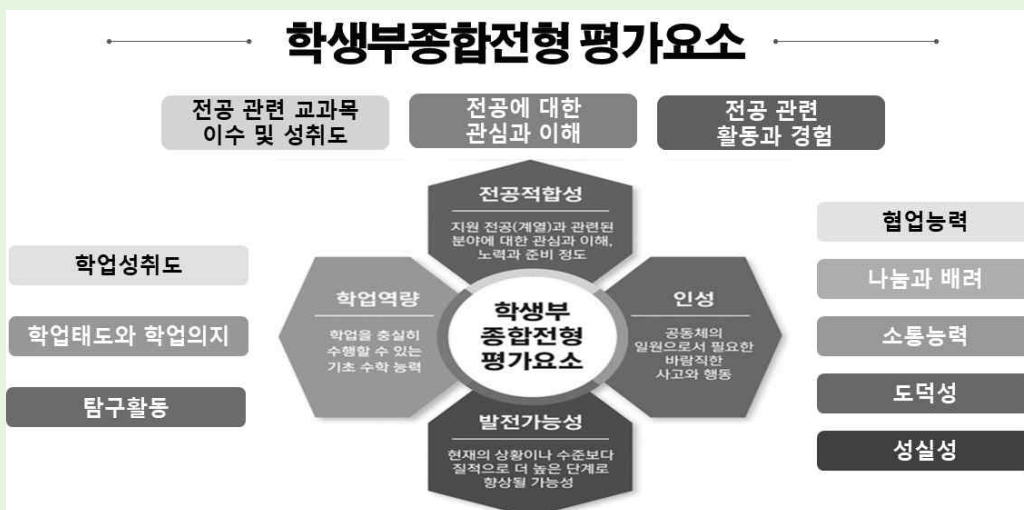 학생부종합전형 평가요소
전공 관련 교과목
이수 및 성취도
전공에 대한
관심과 이해
전공 관련
활동과 경험
전공적합성
지원 전공(계열)과 관련된
분야에 대한 관심과 이해,
노력과 준비 정도
학업성취도
학업태도와 학업의지
탐구활동
학업역량
학업을 충실히
수행할 수 있는
기초 수학 능력
학생부
종합전형
평가요소
인성
공동체의
일원으로서 필요한
바람직한
사고와 행동
협업능력
나눔과 배려
소통능력
도덕성
성실성
발전가능성
현재의 상황이나 수준보다
질적으로 더 높은 단계로
향상될 가능성